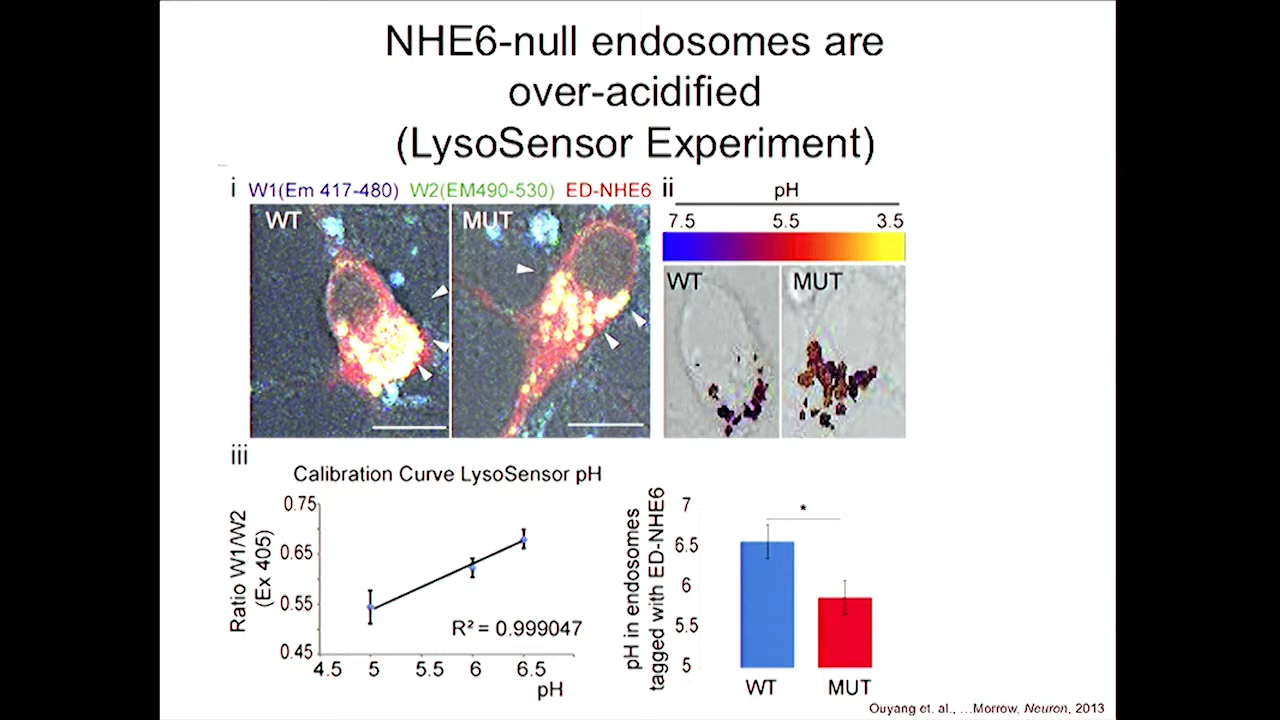 NHE6-null endosomes are
over-acidified
(LysoSensor Experiment)
i W1(Em 417-480) W2(EM490-530) ED-NHE6
WT MUT
ii pH
7.5 5.5 3.5
WT MUT
iii
Calibration Curve LysoSensor pH
Ratio W1/W2
(Ex 405)
0.75
0.65
0.55
0.45
R² = 0.999047
4.5 5 5.5 6 6.5
pH
pH in endosomes
tagged with ED-NHE6
7
6.5
6
5.5
5
*
WT MUT
Ouyang et. al., …Morrow, Neuron, 2013